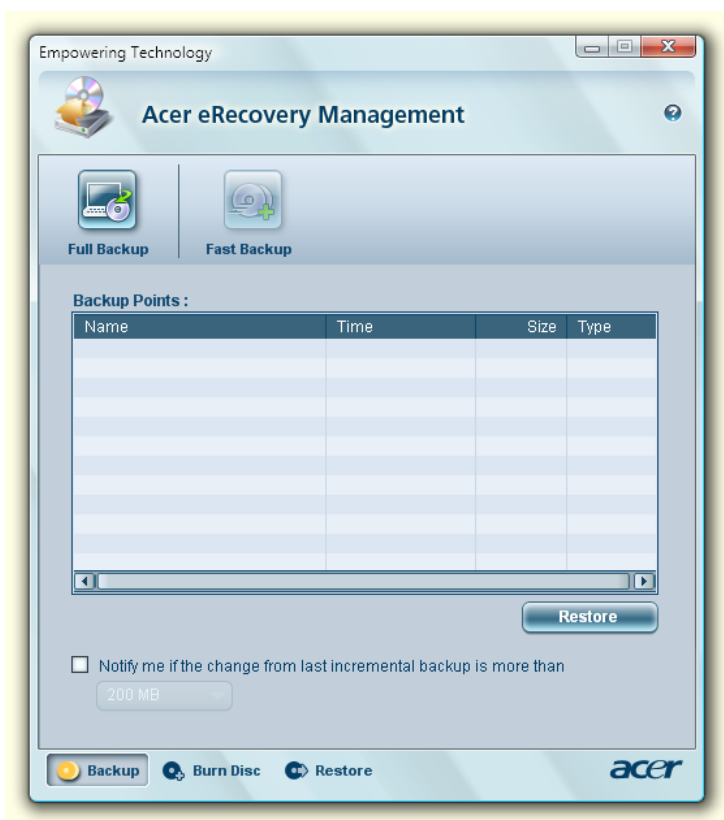 Empowering Technology
Acer eRecovery Management
Full Backup
Fast Backup
Backup Points :
Name Time Size Type
Restore
Notify me if the change from last incremental backup is more than
200 MB
Backup Burn Disc Restore acer